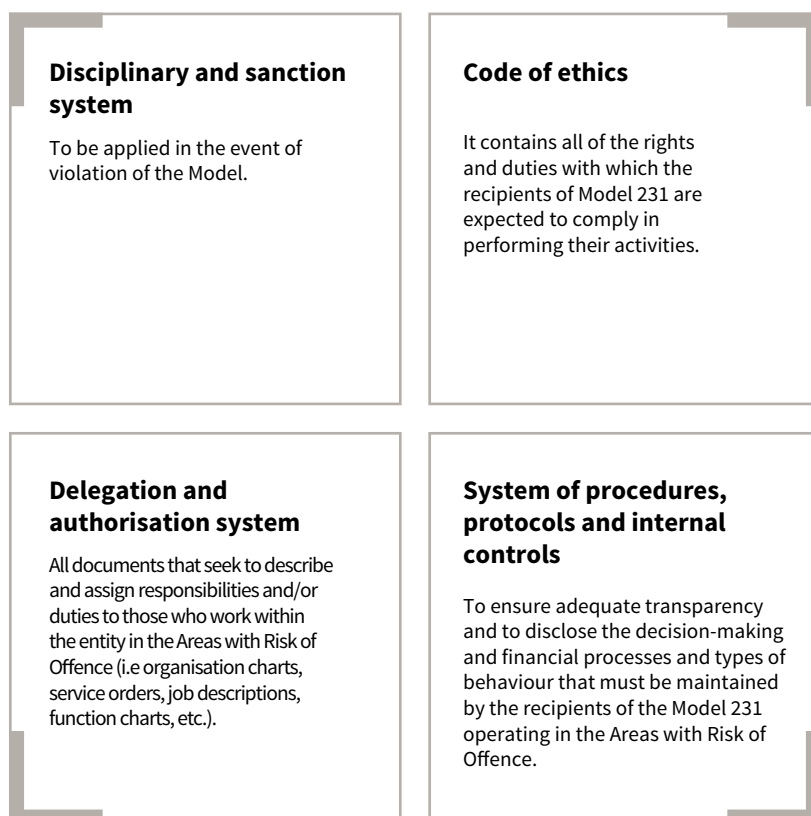 Disciplinary and sanction
system
To be applied in the event of
violation of the Model.
Code of ethics
It contains all of the rights
and duties with which the
recipients of Model 231 are
expected to comply in
performing their activities.
Delegation and
authorisation system
All documents that seek to describe
and assign responsibilities and/or
duties to those who work within
the entity in the Areas with Risk of
Offence (i.e organisation charts,
service orders, job descriptions,
function charts, etc.).
System of procedures,
protocols and internal
controls
To ensure adequate transparency
and to disclose the decision-making
and financial processes and types of
behaviour that must be maintained
by the recipients of the Model 231
operating in the Areas with Risk of
Offence.